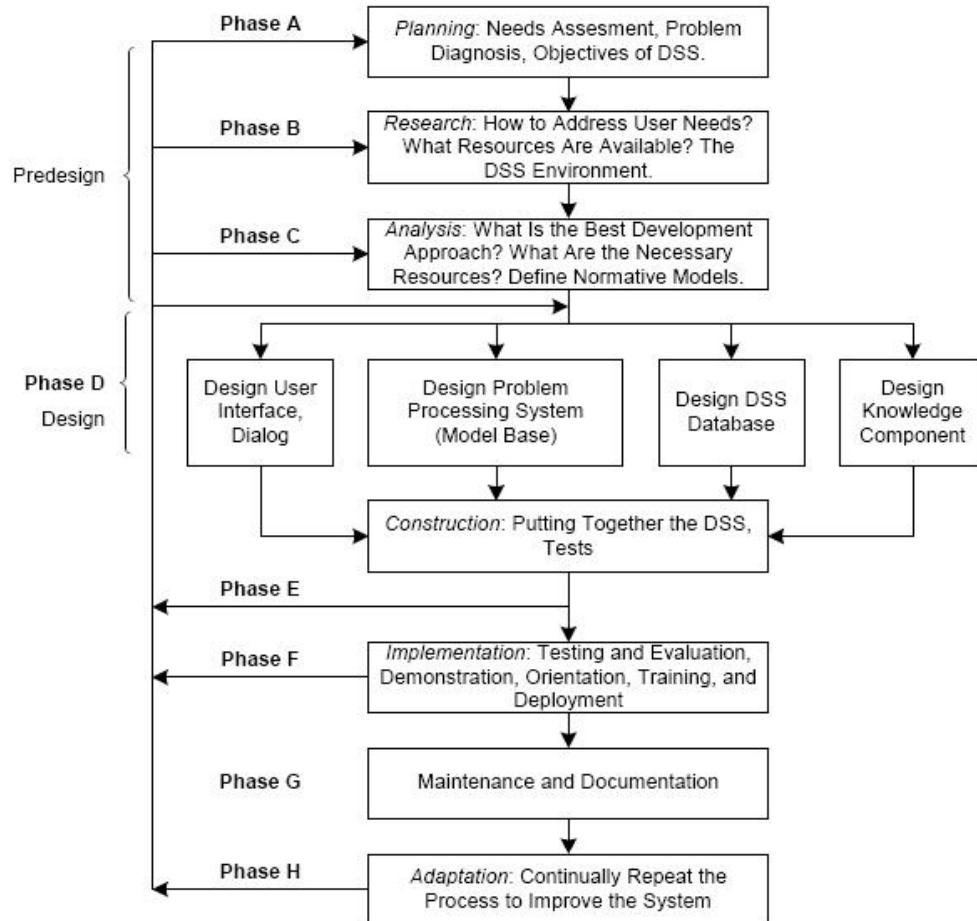 Phase A
Planning: Needs Assesment, Problem
Diagnosis, Objectives of DSS.
Phase B
Research: How to Address User Needs?
What Resources Are Available? The
DSS Environment.
Predesign
Phase C
Analysis: What Is the Best Development
Approach? What Are the Necessary
Resources? Define Normative Models.
Phase D
Design
Design User
Interface,
Dialog
Design Problem
Processing System
(Model Base)
Design DSS
Database
Design
Knowledge
Component
Construction: Putting Together the DSS,
Tests
Phase E
Phase F
Implementation: Testing and Evaluation,
Demonstration, Orientation, Training, and
Deployment
Phase G
Maintenance and Documentation
Phase H
Adaptation: Continually Repeat the
Process to Improve the System